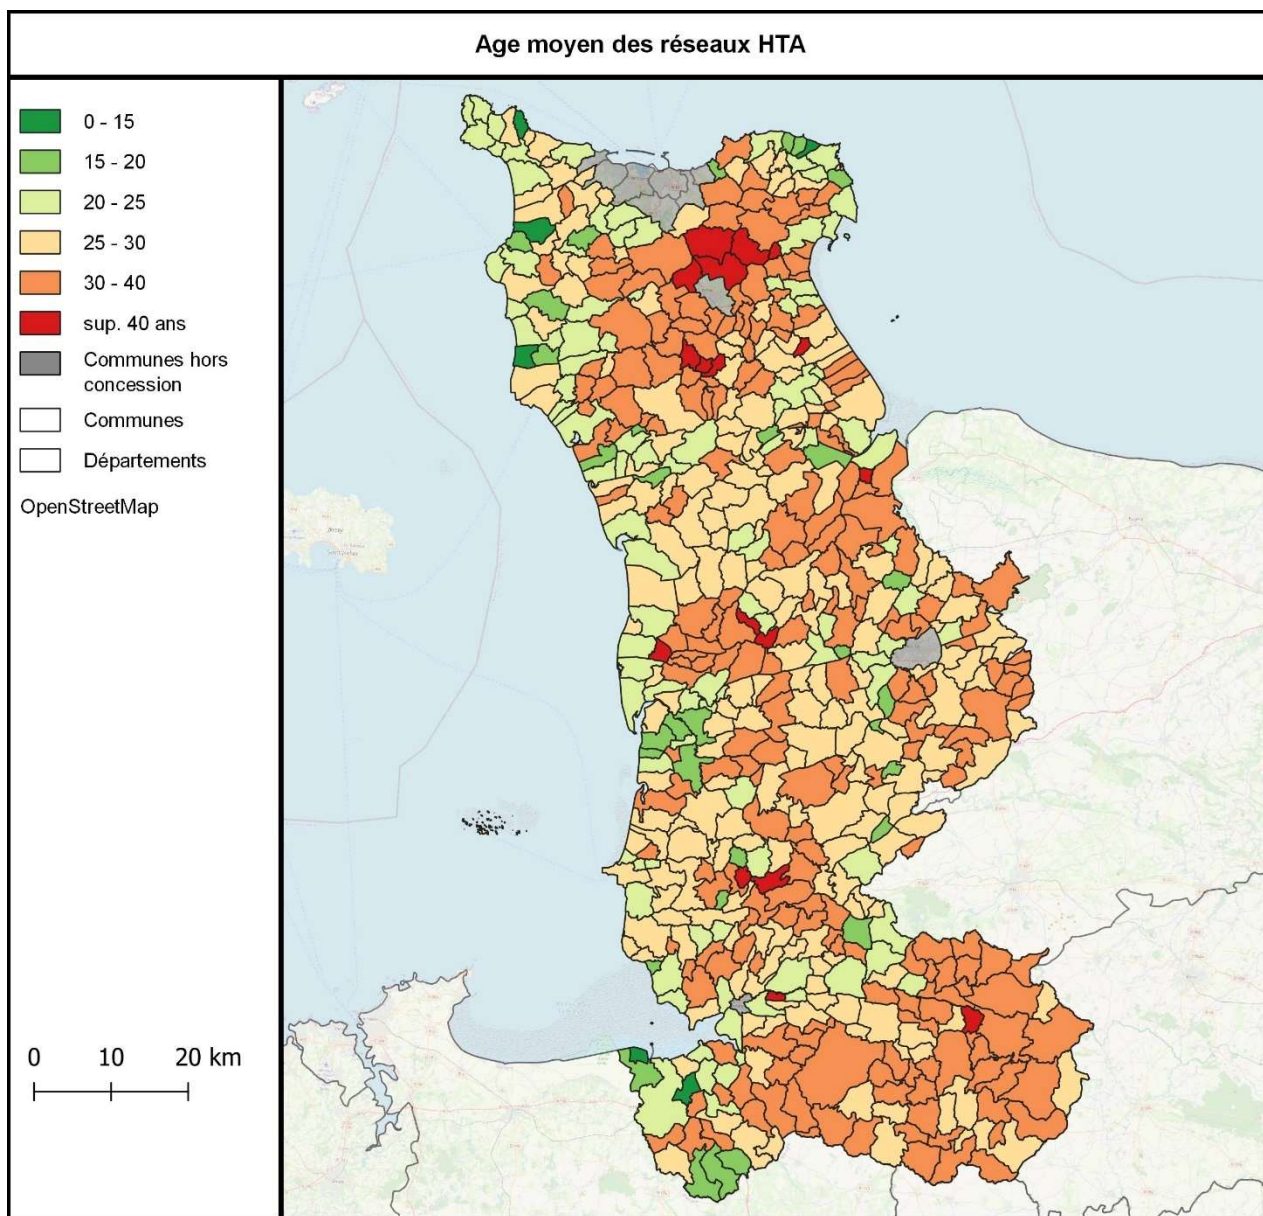 Age moyen des réseaux HTA
0 - 15
15 - 20
20 - 25
25 - 30
30 - 40
sup. 40 ans
Communes hors
concession
Communes
Départements
OpenStreetMap
0 10 20 km